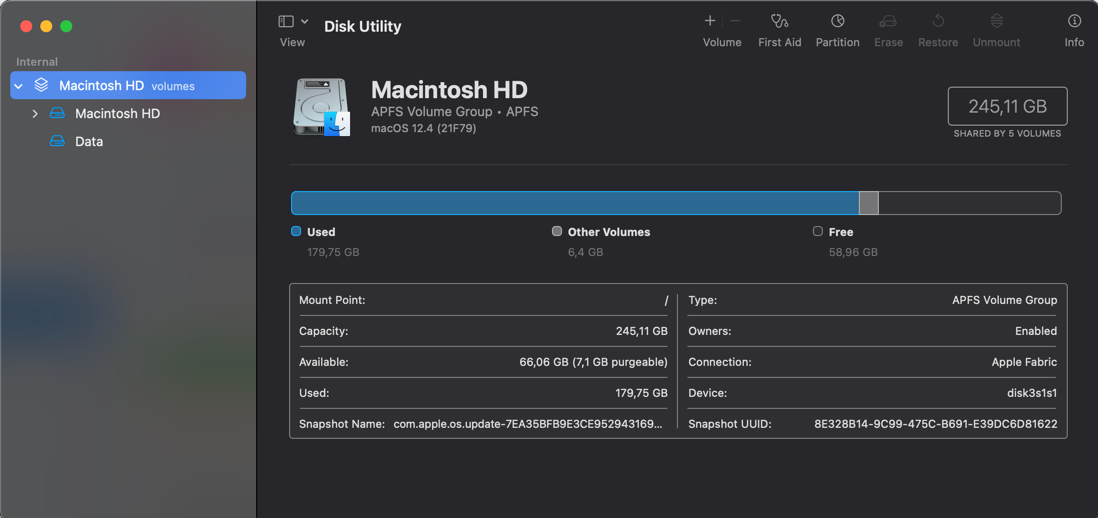 View
Disk Utility
Volume
First Aid
Partition
Erase
Restore
Unmount
Info
Internal
Macintosh HD volumes
Macintosh HD
Data
Macintosh HD
APFS Volume Group • APFS
macOS 12.4 (21F79)
245,11 GB
SHARED BY 5 VOLUMES
Used
179,75 GB
Other Volumes
6,4 GB
Free
58,96 GB
Mount Point: /
Capacity: 245,11 GB
Available: 66,06 GB (7,1 GB purgeable)
Used: 179,75 GB
Snapshot Name: com.apple.os.update-7EA35BFB9E3CE952943169...
Type: APFS Volume Group
Owners: Enabled
Connection: Apple Fabric
Device: disk3s1s1
Snapshot UUID: 8E328B14-9C99-475C-B691-E39DC6D81622